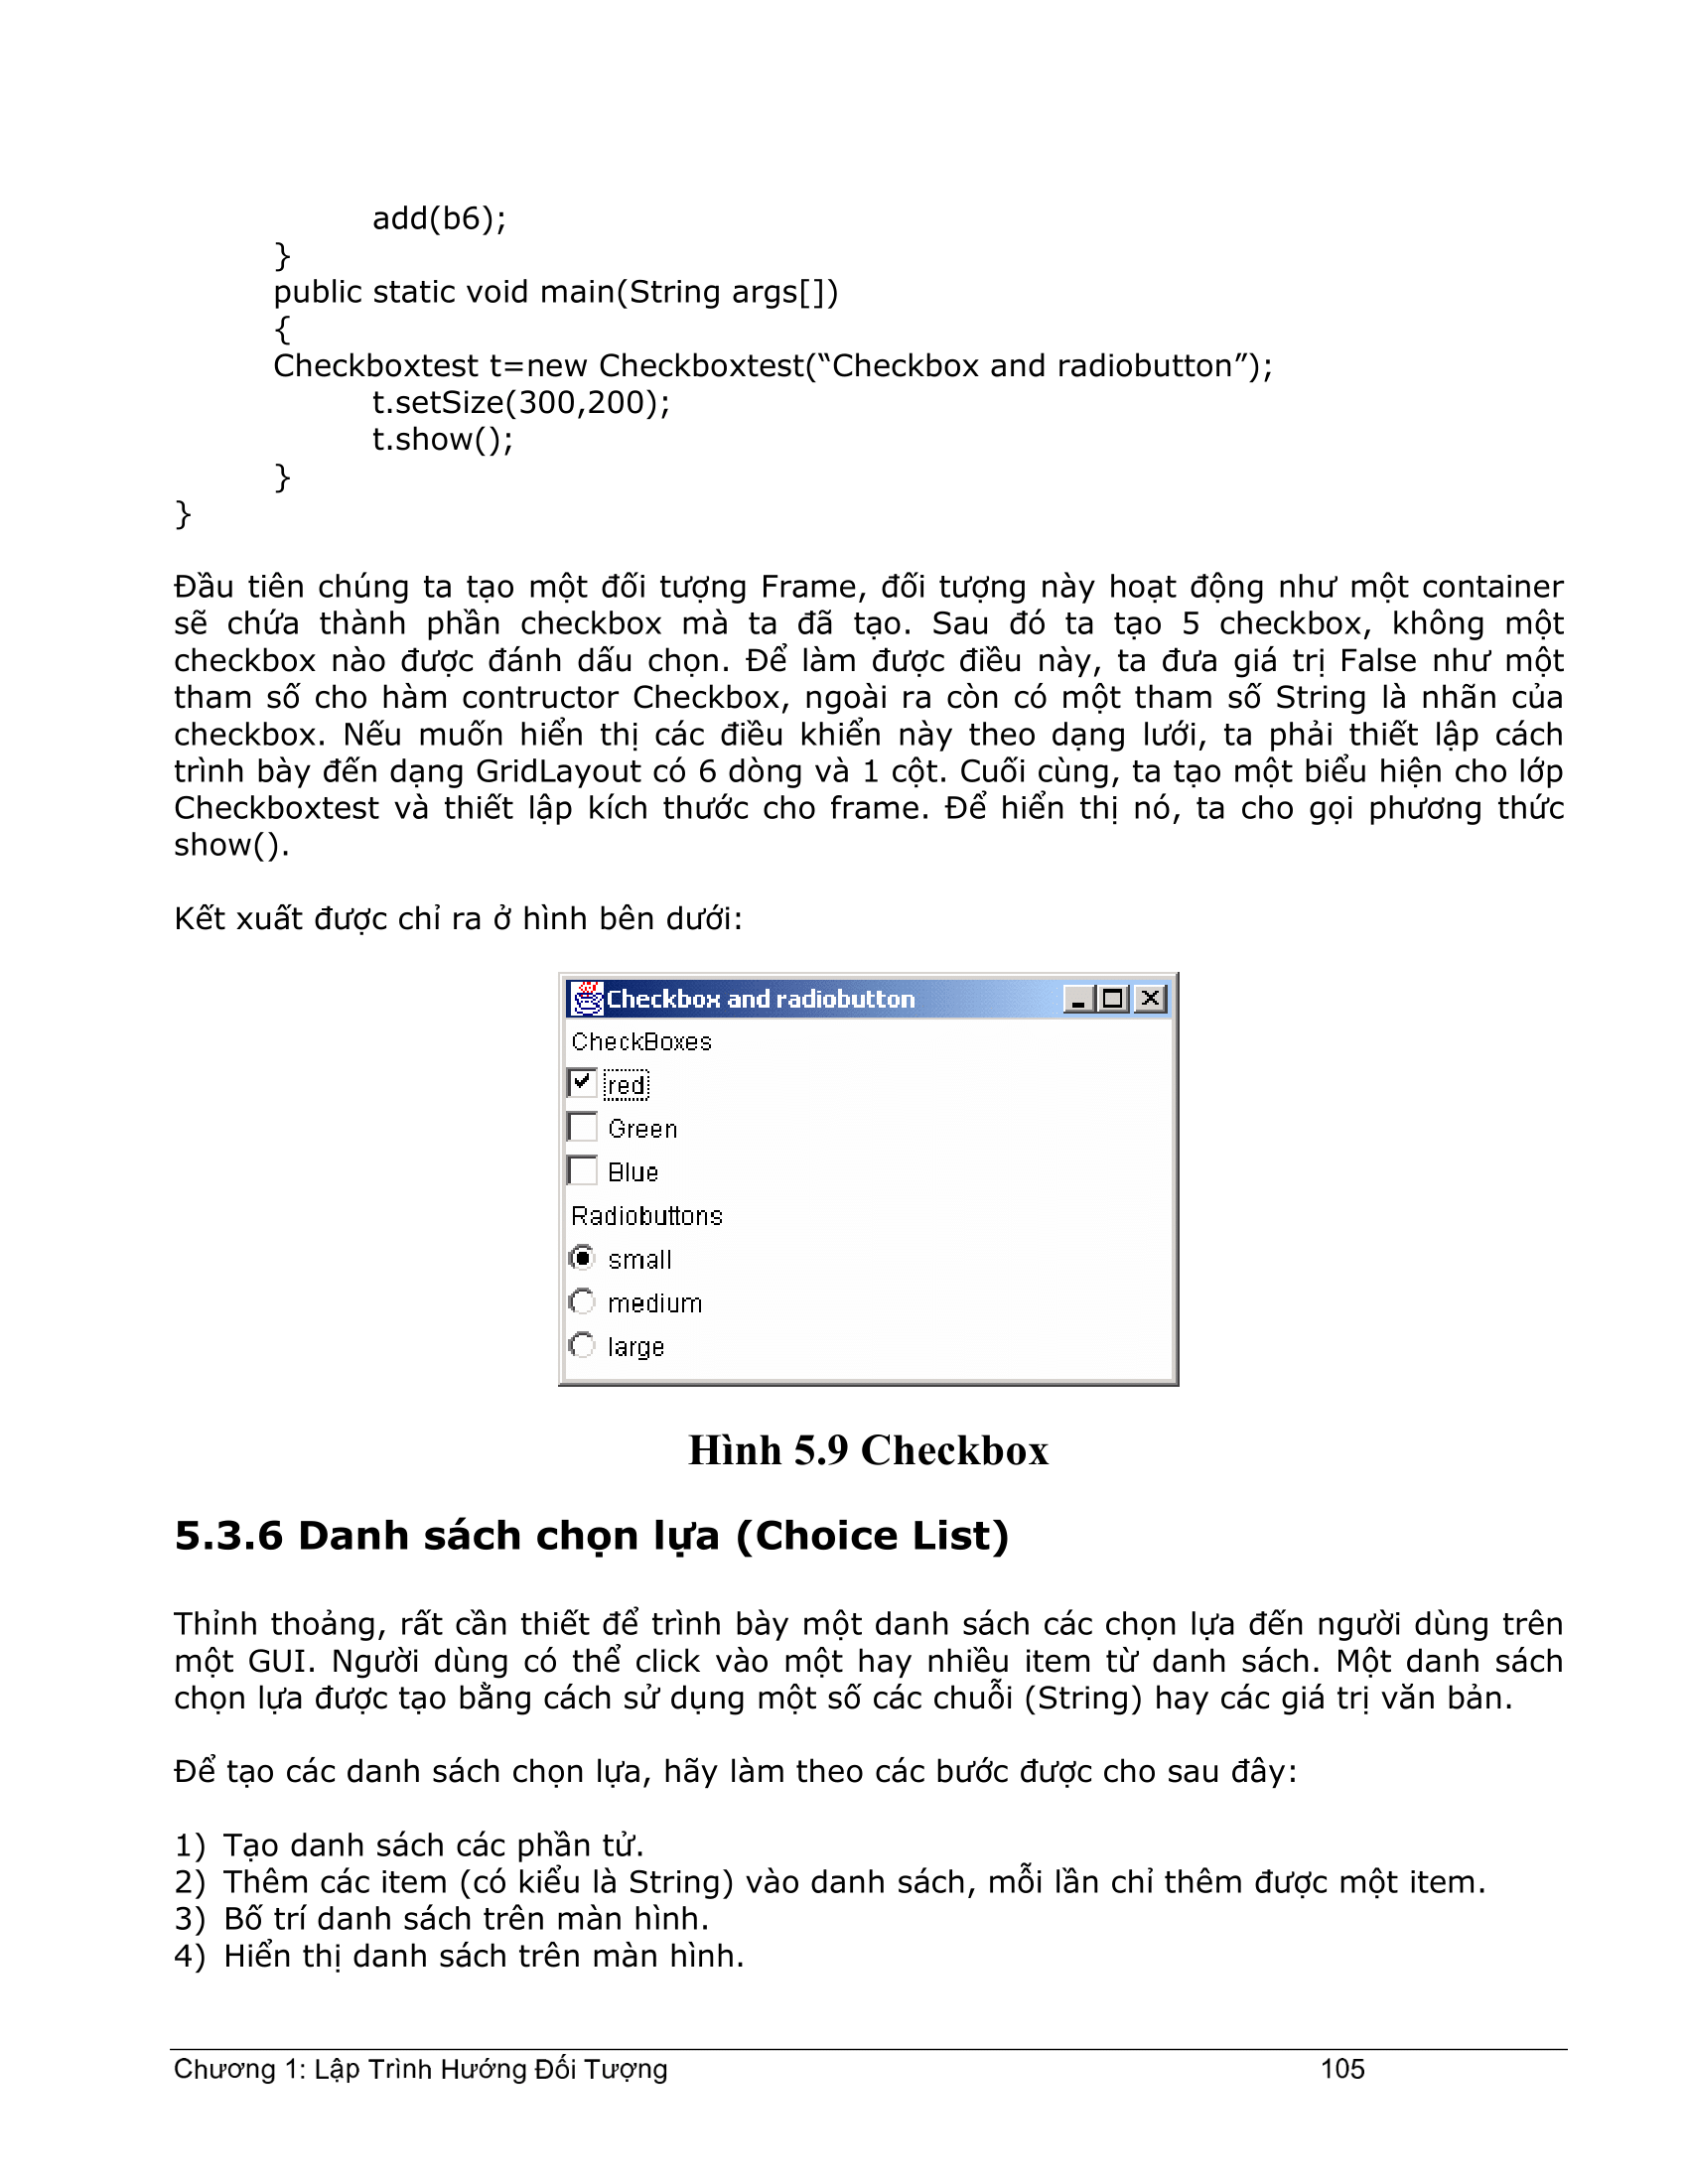 add(b6);
}
public static void main(String args[])
{
Checkboxtest t=new Checkboxtest(“Checkbox and radiobutton”);
t.setSize(300,200);
t.show();
}
}
Đầu tiên chúng ta tạo một đối tượng Frame, đối tượng này hoạt động như một container
sẽ chứa thành phần checkbox mà ta đã tạo. Sau đó ta tạo 5 checkbox, không một
checkbox nào được đánh dấu chọn. Để làm được điều này, ta đưa giá trị False như một
tham số cho hàm contructor Checkbox, ngoài ra còn có một tham số String là nhãn của
checkbox. Nếu muốn hiển thị các điều khiển này theo dạng lưới, ta phải thiết lập cách
trình bày đến dạng GridLayout có 6 dòng và 1 cột. Cuối cùng, ta tạo một biểu hiện cho lớp
Checkboxtest và thiết lập kích thước cho frame. Để hiển thị nó, ta cho gọi phương thức
show().
Kết xuất được chỉ ra ở hình bên dưới:
Checkbox and radiobutton
CheckBoxes
red
Green
Blue
Radiobuttons
small
medium
large
Hình 5.9 Checkbox
5.3.6 Danh sách chọn lựa (Choice List)
Thỉnh thoảng, rất cần thiết để trình bày một danh sách các chọn lựa đến người dùng trên
một GUI. Người dùng có thể click vào một hay nhiều item từ danh sách. Một danh sách
chọn lựa được tạo bằng cách sử dụng một số các chuỗi (String) hay các giá trị văn bản.
Để tạo các danh sách chọn lựa, hãy làm theo các bước được cho sau đây:
1) Tạo danh sách các phần tử.
2) Thêm các item (có kiểu là String) vào danh sách, mỗi lần chỉ thêm được một item.
3) Bố trí danh sách trên màn hình.
4) Hiển thị danh sách trên màn hình.
Chương 1: Lập Trình Hướng Đối Tượng 105